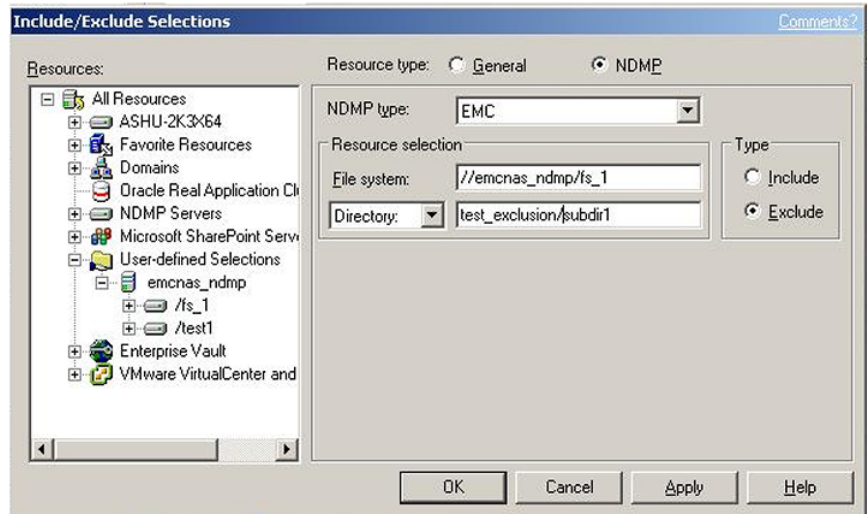 Include/Exclude Selections
Comments?
Resources:
Resource type:
General
NDMP
All Resources
ASHU-2K3X64
Favorite Resources
Domains
Oracle Real Application Cl
NDMP Servers
Microsoft SharePoint Serv
User-defined Selections
emcnas_ndmp
/fs_1
/test1
Enterprise Vault
VMware VirtualCenter and
NDMP type:
EMC
Resource selection
File system:
//emcnas_ndmp/fs_1
Directory:
test_exclusion/subdir1
Type
Include
Exclude
OK
Cancel
Apply
Help